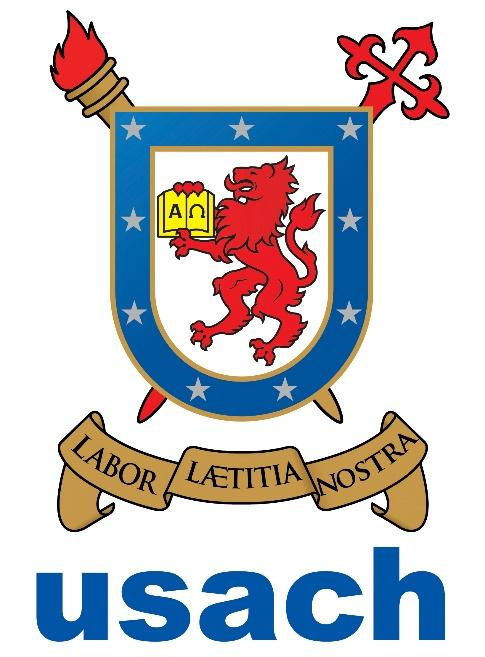 Α Ω
LABOR LÆTITIA NOSTRA
usach